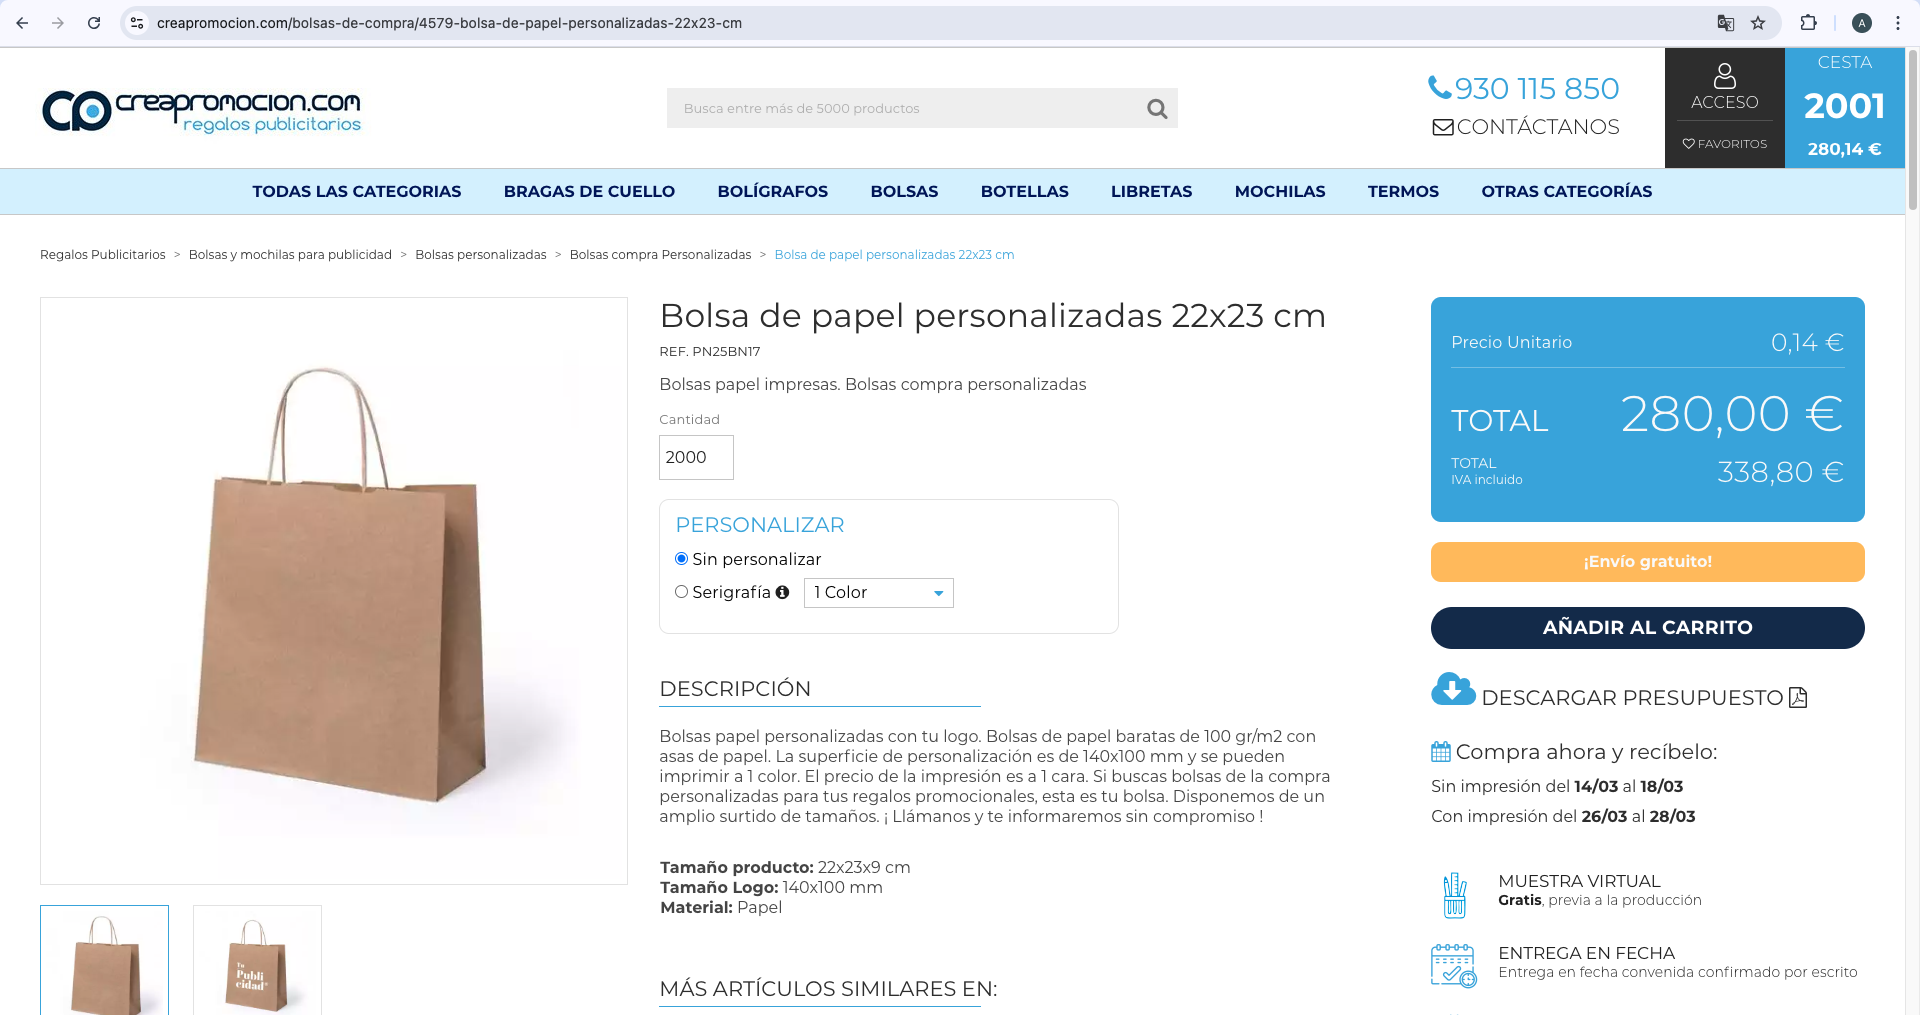 creapromocion.com/bolsas-de-compra/4579-bolsa-de-papel-personalizadas-22x23-cm
A
creapromocion.com
regalos publicitarios
Busca entre más de 5000 productos
930 115 850
CONTÁCTANOS
ACCESO
FAVORITOS
CESTA
2001
280,14 €
TODAS LAS CATEGORIAS BRAGAS DE CUELLO BOLÍGRAFOS BOLSAS BOTELLAS LIBRETAS MOCHILAS TERMOS OTRAS CATEGORÍAS
Regalos Publicitarios > Bolsas y mochilas para publicidad > Bolsas personalizadas > Bolsas compra Personalizadas > Bolsa de papel personalizadas 22x23 cm
Bolsa de papel personalizadas 22x23 cm
REF. PN25BN17
Bolsas papel impresas. Bolsas compra personalizadas
Cantidad
2000
PERSONALIZAR
Sin personalizar
Serigrafía 1 Color
DESCRIPCIÓN
Bolsas papel personalizadas con tu logo. Bolsas de papel baratas de 100 gr/m2 con
asas de papel. La superficie de personalización es de 140x100 mm y se pueden
imprimir a 1 color. El precio de la impresión es a 1 cara. Si buscas bolsas de la compra
personalizadas para tus regalos promocionales, esta es tu bolsa. Disponemos de un
amplio surtido de tamaños. ¡ Llámanos y te informaremos sin compromiso !
Tamaño producto: 22x23x9 cm
Tamaño Logo: 140x100 mm
Material: Papel
MÁS ARTÍCULOS SIMILARES EN:
Precio Unitario 0,14 €
TOTAL 280,00 €
TOTAL
IVA incluido 338,80 €
¡Envío gratuito!
AÑADIR AL CARRITO
DESCARGAR PRESUPUESTO
Compra ahora y recíbelo:
Sin impresión del 14/03 al 18/03
Con impresión del 26/03 al 28/03
MUESTRA VIRTUAL
Gratis, previa a la producción
ENTREGA EN FECHA
Entrega en fecha convenida confirmado por escrito
Tu
Publi
cidad*